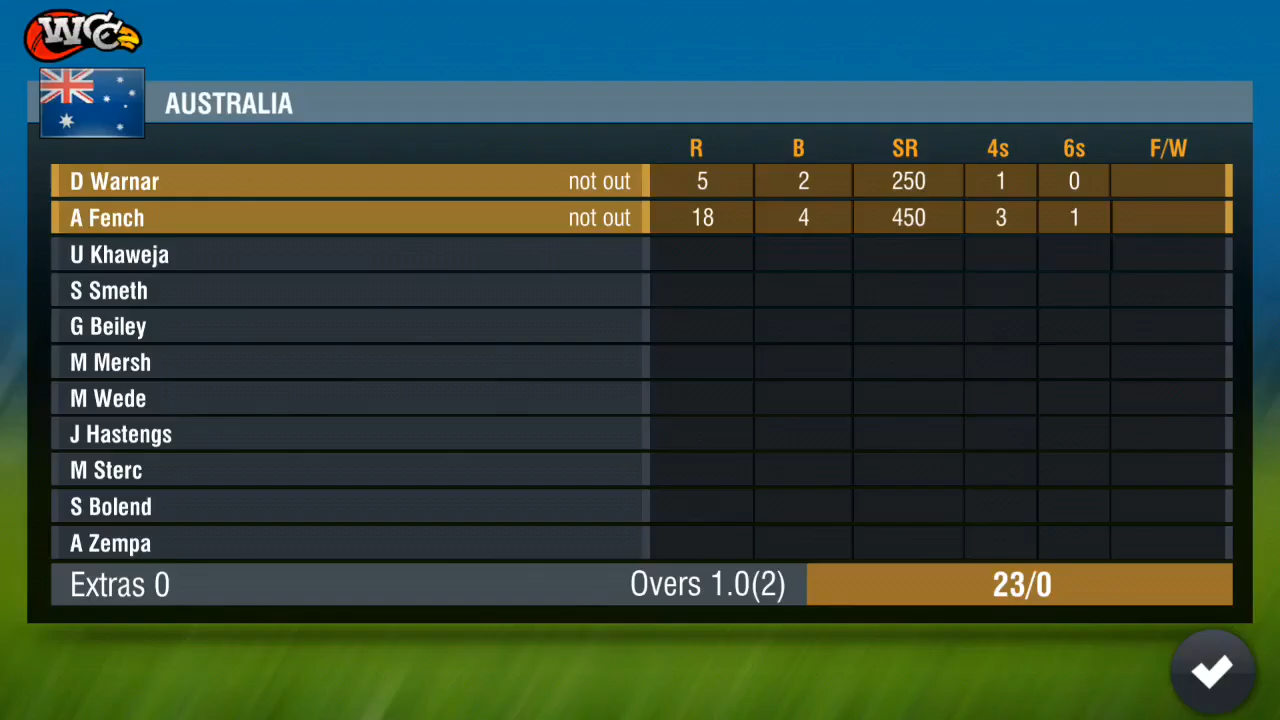 WCC
AUSTRALIA
R B SR 4s 6s F/W
D Warnar not out 5 2 250 1 0
A Fench not out 18 4 450 3 1
U Khaweja
S Smeth
G Beiley
M Mersh
M Wede
J Hastengs
M Sterc
S Bolend
A Zempa
Extras 0 Overs 1.0(2) 23/0